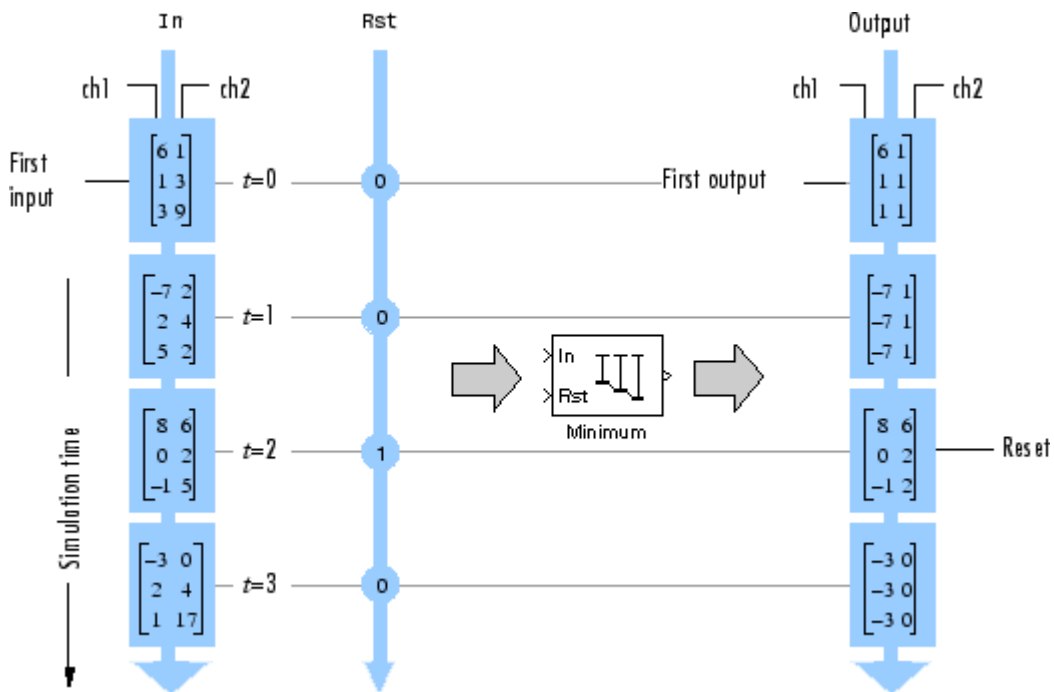 In Rst Output
ch1 ch2 ch1 ch2
First input
6 1
1 3
3 9
t=0
0
First output
6 1
1 1
1 1
-7 2
2 4
5 2
t=1
0
-7 1
-7 1
-7 1
In
Rst
Minimum
8 6
0 2
-1 5
t=2
1
8 6
0 2
-1 2
Reset
Simulation time
-3 0
2 4
1 17
t=3
0
-3 0
-3 0
-3 0